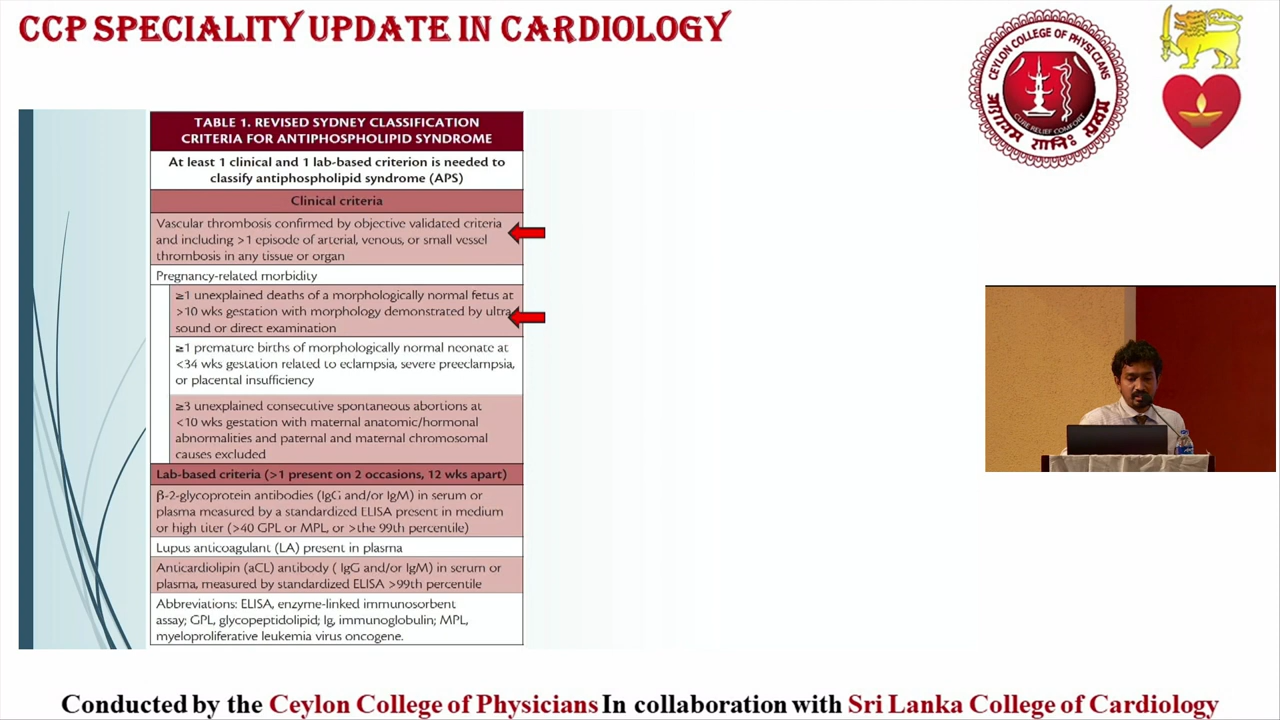 CCP SPECIALITY UPDATE IN CARDIOLOGY
CEYLON COLLEGE OF PHYSICIANS
CURE RELIEF COMFORT
TABLE 1. REVISED SYDNEY CLASSIFICATION
CRITERIA FOR ANTIPHOSPHOLIPID SYNDROME
At least 1 clinical and 1 lab-based criterion is needed to
classify antiphospholipid syndrome (APS)
Clinical criteria
Vascular thrombosis confirmed by objective validated criteria
and including >1 episode of arterial, venous, or small vessel
thrombosis in any tissue or organ
Pregnancy-related morbidity
≥1 unexplained deaths of a morphologically normal fetus at
>10 wks gestation with morphology demonstrated by ultra
sound or direct examination
≥1 premature births of morphologically normal neonate at
<34 wks gestation related to eclampsia, severe preeclampsia,
or placental insufficiency
≥3 unexplained consecutive spontaneous abortions at
<10 wks gestation with maternal anatomic/hormonal
abnormalities and paternal and maternal chromosomal
causes excluded
Lab-based criteria (>1 present on 2 occasions, 12 wks apart)
β-2-glycoprotein antibodies (IgG and/or IgM) in serum or
plasma measured by a standardized ELISA present in medium
or high titer (>40 GPL or MPL, or >the 99th percentile)
Lupus anticoagulant (LA) present in plasma
Anticardiolipin (aCL) antibody ( IgG and/or IgM) in serum or
plasma, measured by standardized ELISA >99th percentile
Abbreviations: ELISA, enzyme-linked immunosorbent
assay; GPL, glycopeptidolipid; Ig, immunoglobulin; MPL,
myeloproliferative leukemia virus oncogene.
Conducted by the Ceylon College of Physicians In collaboration with Sri Lanka College of Cardiology